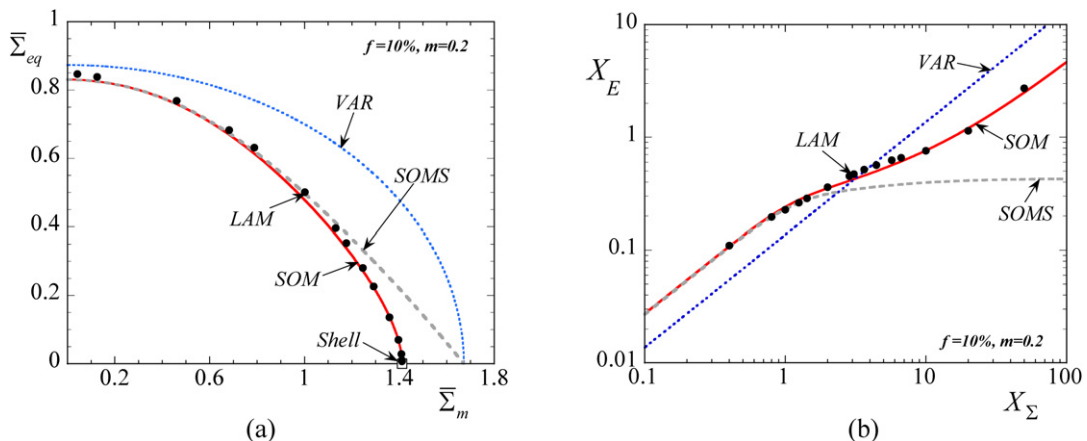 Σ̅eq
f=10%, m=0.2
1
0.8
0.6
0.4
0.2
0
VAR
SOMS
LAM
SOM
Shell
0.2 0.6 1 1.4 1.8
Σ̅m
(a)
XE
10
1
0.1
0.01
VAR
LAM
SOM
SOMS
f=10%, m=0.2
0.1 1 10 100
XΣ
(b)